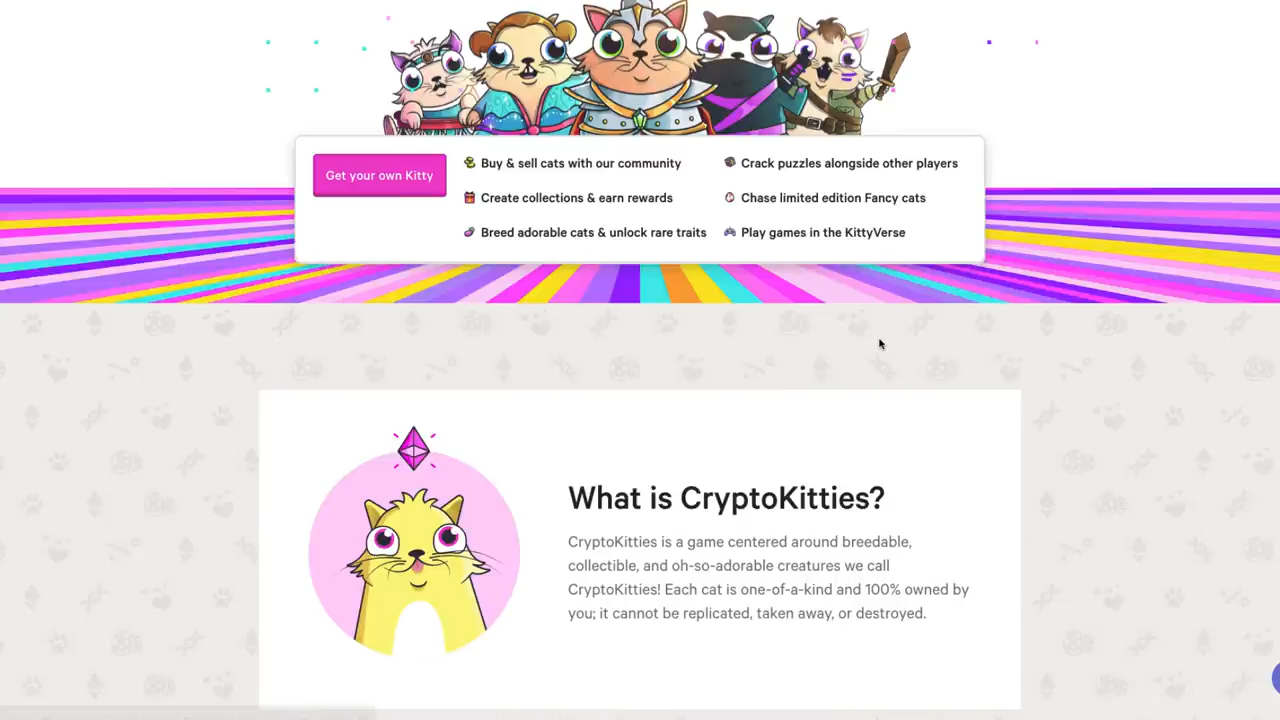 Get your own Kitty
Buy & sell cats with our community
Crack puzzles alongside other players
Create collections & earn rewards
Chase limited edition Fancy cats
Breed adorable cats & unlock rare traits
Play games in the KittyVerse
What is CryptoKitties?
CryptoKitties is a game centered around breedable,
collectible, and oh-so-adorable creatures we call
CryptoKitties! Each cat is one-of-a-kind and 100% owned by
you; it cannot be replicated, taken away, or destroyed.